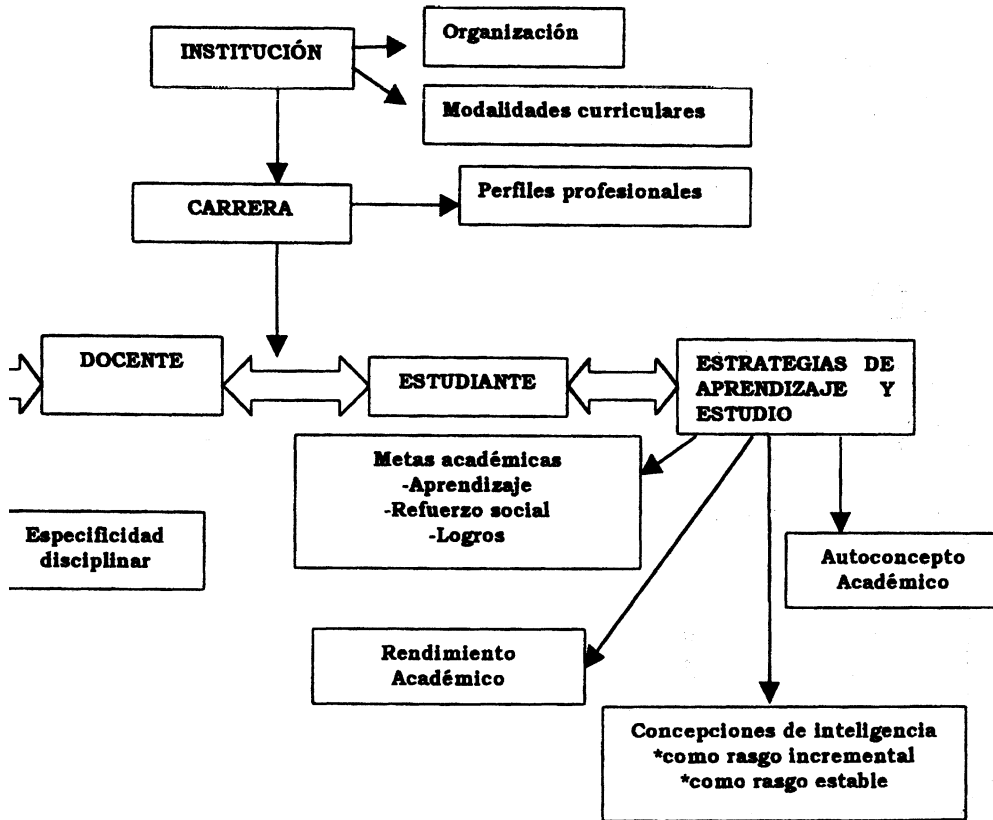 Organización
INSTITUCIÓN
Modalidades curriculares
Perfiles profesionales
CARRERA
DOCENTE
ESTUDIANTE
ESTRATEGIAS DE
APRENDIZAJE Y
ESTUDIO
Metas académicas
-Aprendizaje
-Refuerzo social
-Logros
Especificidad
disciplinar
Autoconcepto
Académico
Rendimiento
Académico
Concepciones de inteligencia
*como rasgo incremental
*como rasgo estable